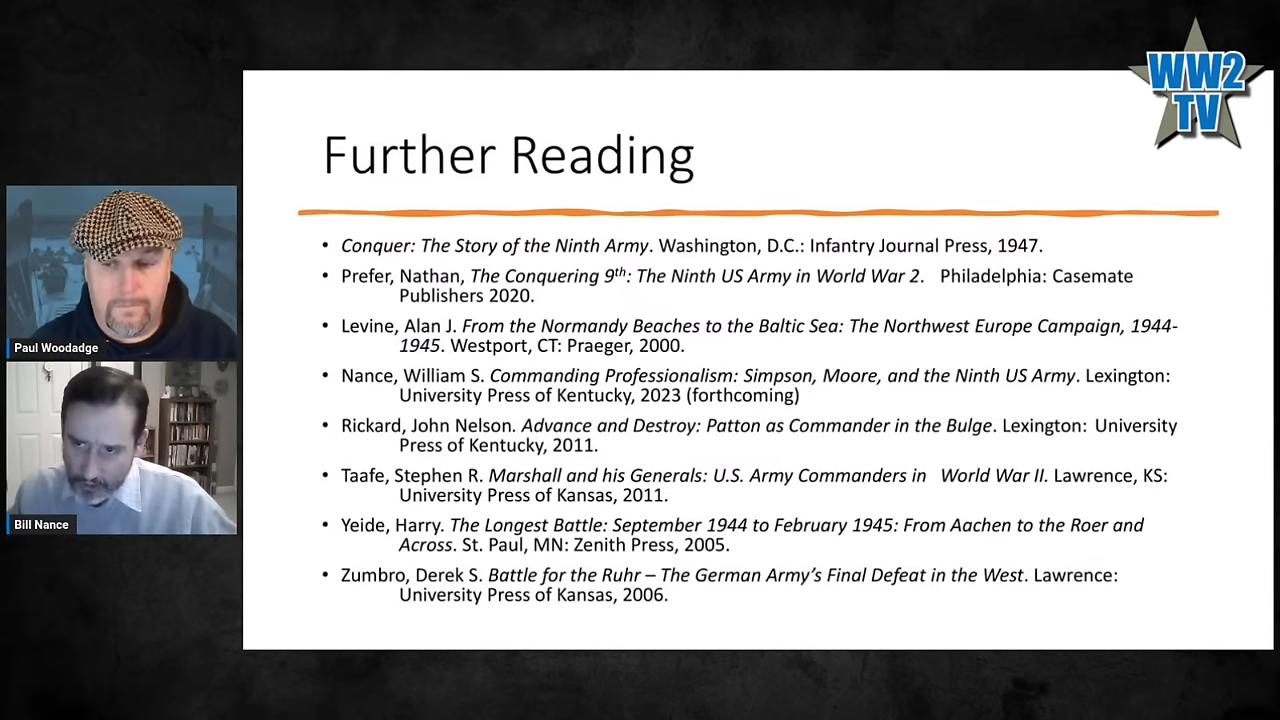 WW2
TV
Further Reading
• Conquer: The Story of the Ninth Army. Washington, D.C.: Infantry Journal Press, 1947.
• Prefer, Nathan, The Conquering 9th: The Ninth US Army in World War 2. Philadelphia: Casemate
Publishers 2020.
• Levine, Alan J. From the Normandy Beaches to the Baltic Sea: The Northwest Europe Campaign, 1944-
1945. Westport, CT: Praeger, 2000.
• Nance, William S. Commanding Professionalism: Simpson, Moore, and the Ninth US Army. Lexington:
University Press of Kentucky, 2023 (forthcoming)
• Rickard, John Nelson. Advance and Destroy: Patton as Commander in the Bulge. Lexington: University
Press of Kentucky, 2011.
• Taafe, Stephen R. Marshall and his Generals: U.S. Army Commanders in World War II. Lawrence, KS:
University Press of Kansas, 2011.
• Yeide, Harry. The Longest Battle: September 1944 to February 1945: From Aachen to the Roer and
Across. St. Paul, MN: Zenith Press, 2005.
• Zumbro, Derek S. Battle for the Ruhr – The German Army's Final Defeat in the West. Lawrence:
University Press of Kansas, 2006.
Paul Woodadge
Bill Nance